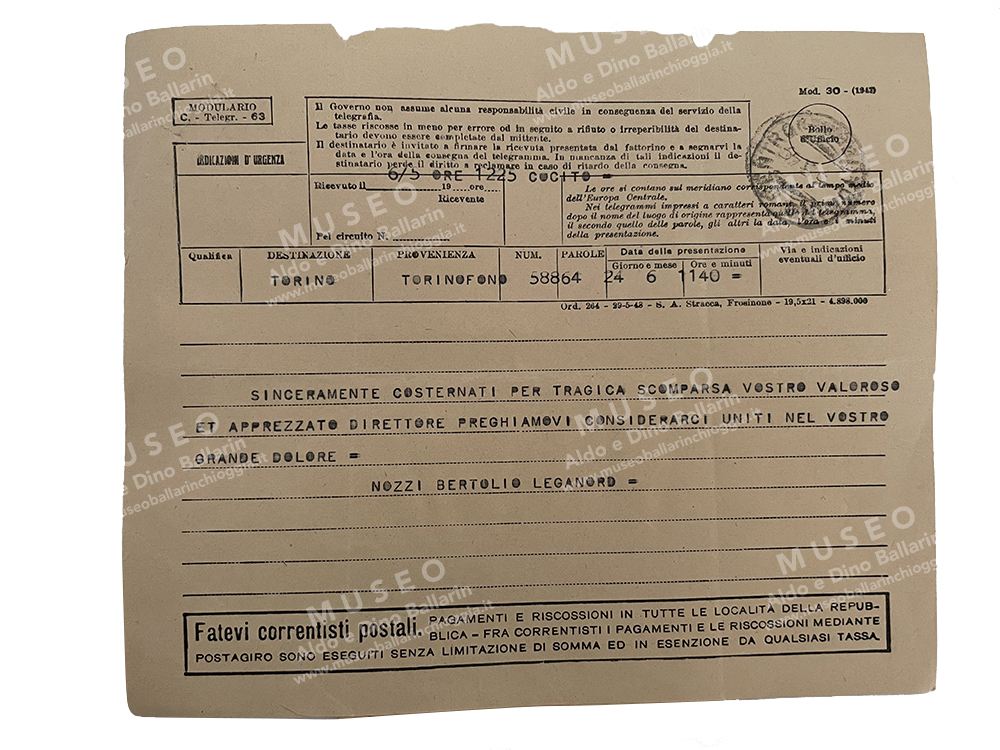 Mod. 30 - (1947)
MODULARIO
C. - Telegr. - 63
INDICAZIONI D'URGENZA
Il Governo non assume alcuna responsabilità civile in conseguenza del servizio della
telegrafia.
Le tasse riscosse in meno per errore od in seguito a rifiuto o irreperibilità del destina-
tario devono essere completate dal mittente.
Il destinatario è invitato a firmare la ricevuta presentata dal fattorino e a segnarvi la
data e l'ora della consegna del telegramma. In mancanza di tali indicazioni il de-
stinatario perde il diritto a reclamare in caso di ritardo della consegna.
Bollo
d'Ufficio
6/5 ORE 1225 COCITO =
Ricevuto il 19 ore
Ricevente
Pel circuito N.
Le ore si contano sul meridiano corrispondente al tempo medio
dell'Europa Centrale.
Nei telegrammi impressi a caratteri romani, il primo numero
dopo il nome del luogo di origine rappresenta quello del telegramma,
il secondo quello delle parole, gli altri la data, l'ora e i minuti
della presentazione.
Qualifica DESTINAZIONE PROVENIENZA NUM. PAROLE Data della presentazione Via e indicazioni
Giorno e mese Ore e minuti eventuali d'ufficio
TORINO TORINOFONO 58864 24 6 1140 =
Ord. 264 - 29-5-48 - S. A. Stracca, Frosinone - 19,5x21 - 4.898.000
SINCERAMENTE COSTERNATI PER TRAGICA SCOMPARSA VOSTRO VALOROSO
ET APPREZZATO DIRETTORE PREGHIAMOVI CONSIDERARCI UNITI NEL VOSTRO
GRANDE DOLORE =
NOZZI BERTOLIO LEGANORD =
Fatevi correntisti postali. PAGAMENTI E RISCOSSIONI IN TUTTE LE LOCALITÀ DELLA REPUB-
BLICA - FRA CORRENTISTI I PAGAMENTI E LE RISCOSSIONI MEDIANTE
POSTAGIRO SONO ESEGUITI SENZA LIMITAZIONE DI SOMMA ED IN ESENZIONE DA QUALSIASI TASSA.
MUSEO
Aldo e Dino Ballarin
www.museoballarinchioggia.it